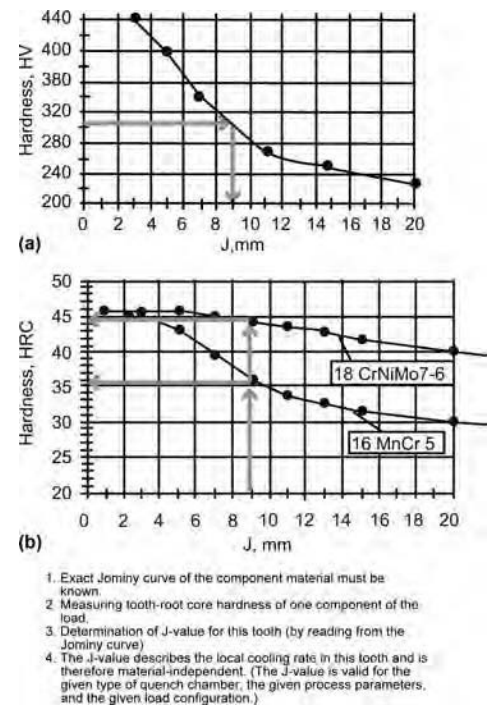 440
400
380
320
280
240
200
0 2 4 6 8 10 12 14 16 18 20
Hardness, HV
J,mm
(a)
50
45
40
35
30
25
20
0 2 4 6 8 10 12 14 16 18 20
Hardness, HRC
18 CrNiMo7-6
16 MnCr 5
J, mm
(b)
1. Exact Jominy curve of the component material must be
known.
2 Measuring tooth-root core hardness of one component of the
load.
3. Determination of J-value for this tooth (by reading from the
Jominy curve)
4. The J-value describes the local cooling rate in this tooth and is
therefore material-independent. (The J-value is valid for the
given type of quench chamber, the given process parameters,
and the given load configuration.)